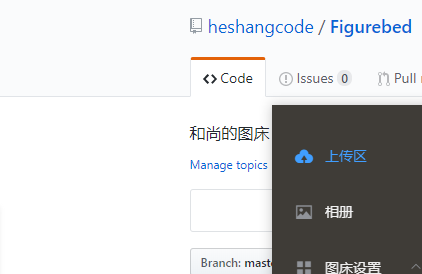 heshangcode / Figurebed
Code Issues 0 Pull
和尚的图床
Manage topics
上传区
相册
Branch: maste
图床设置